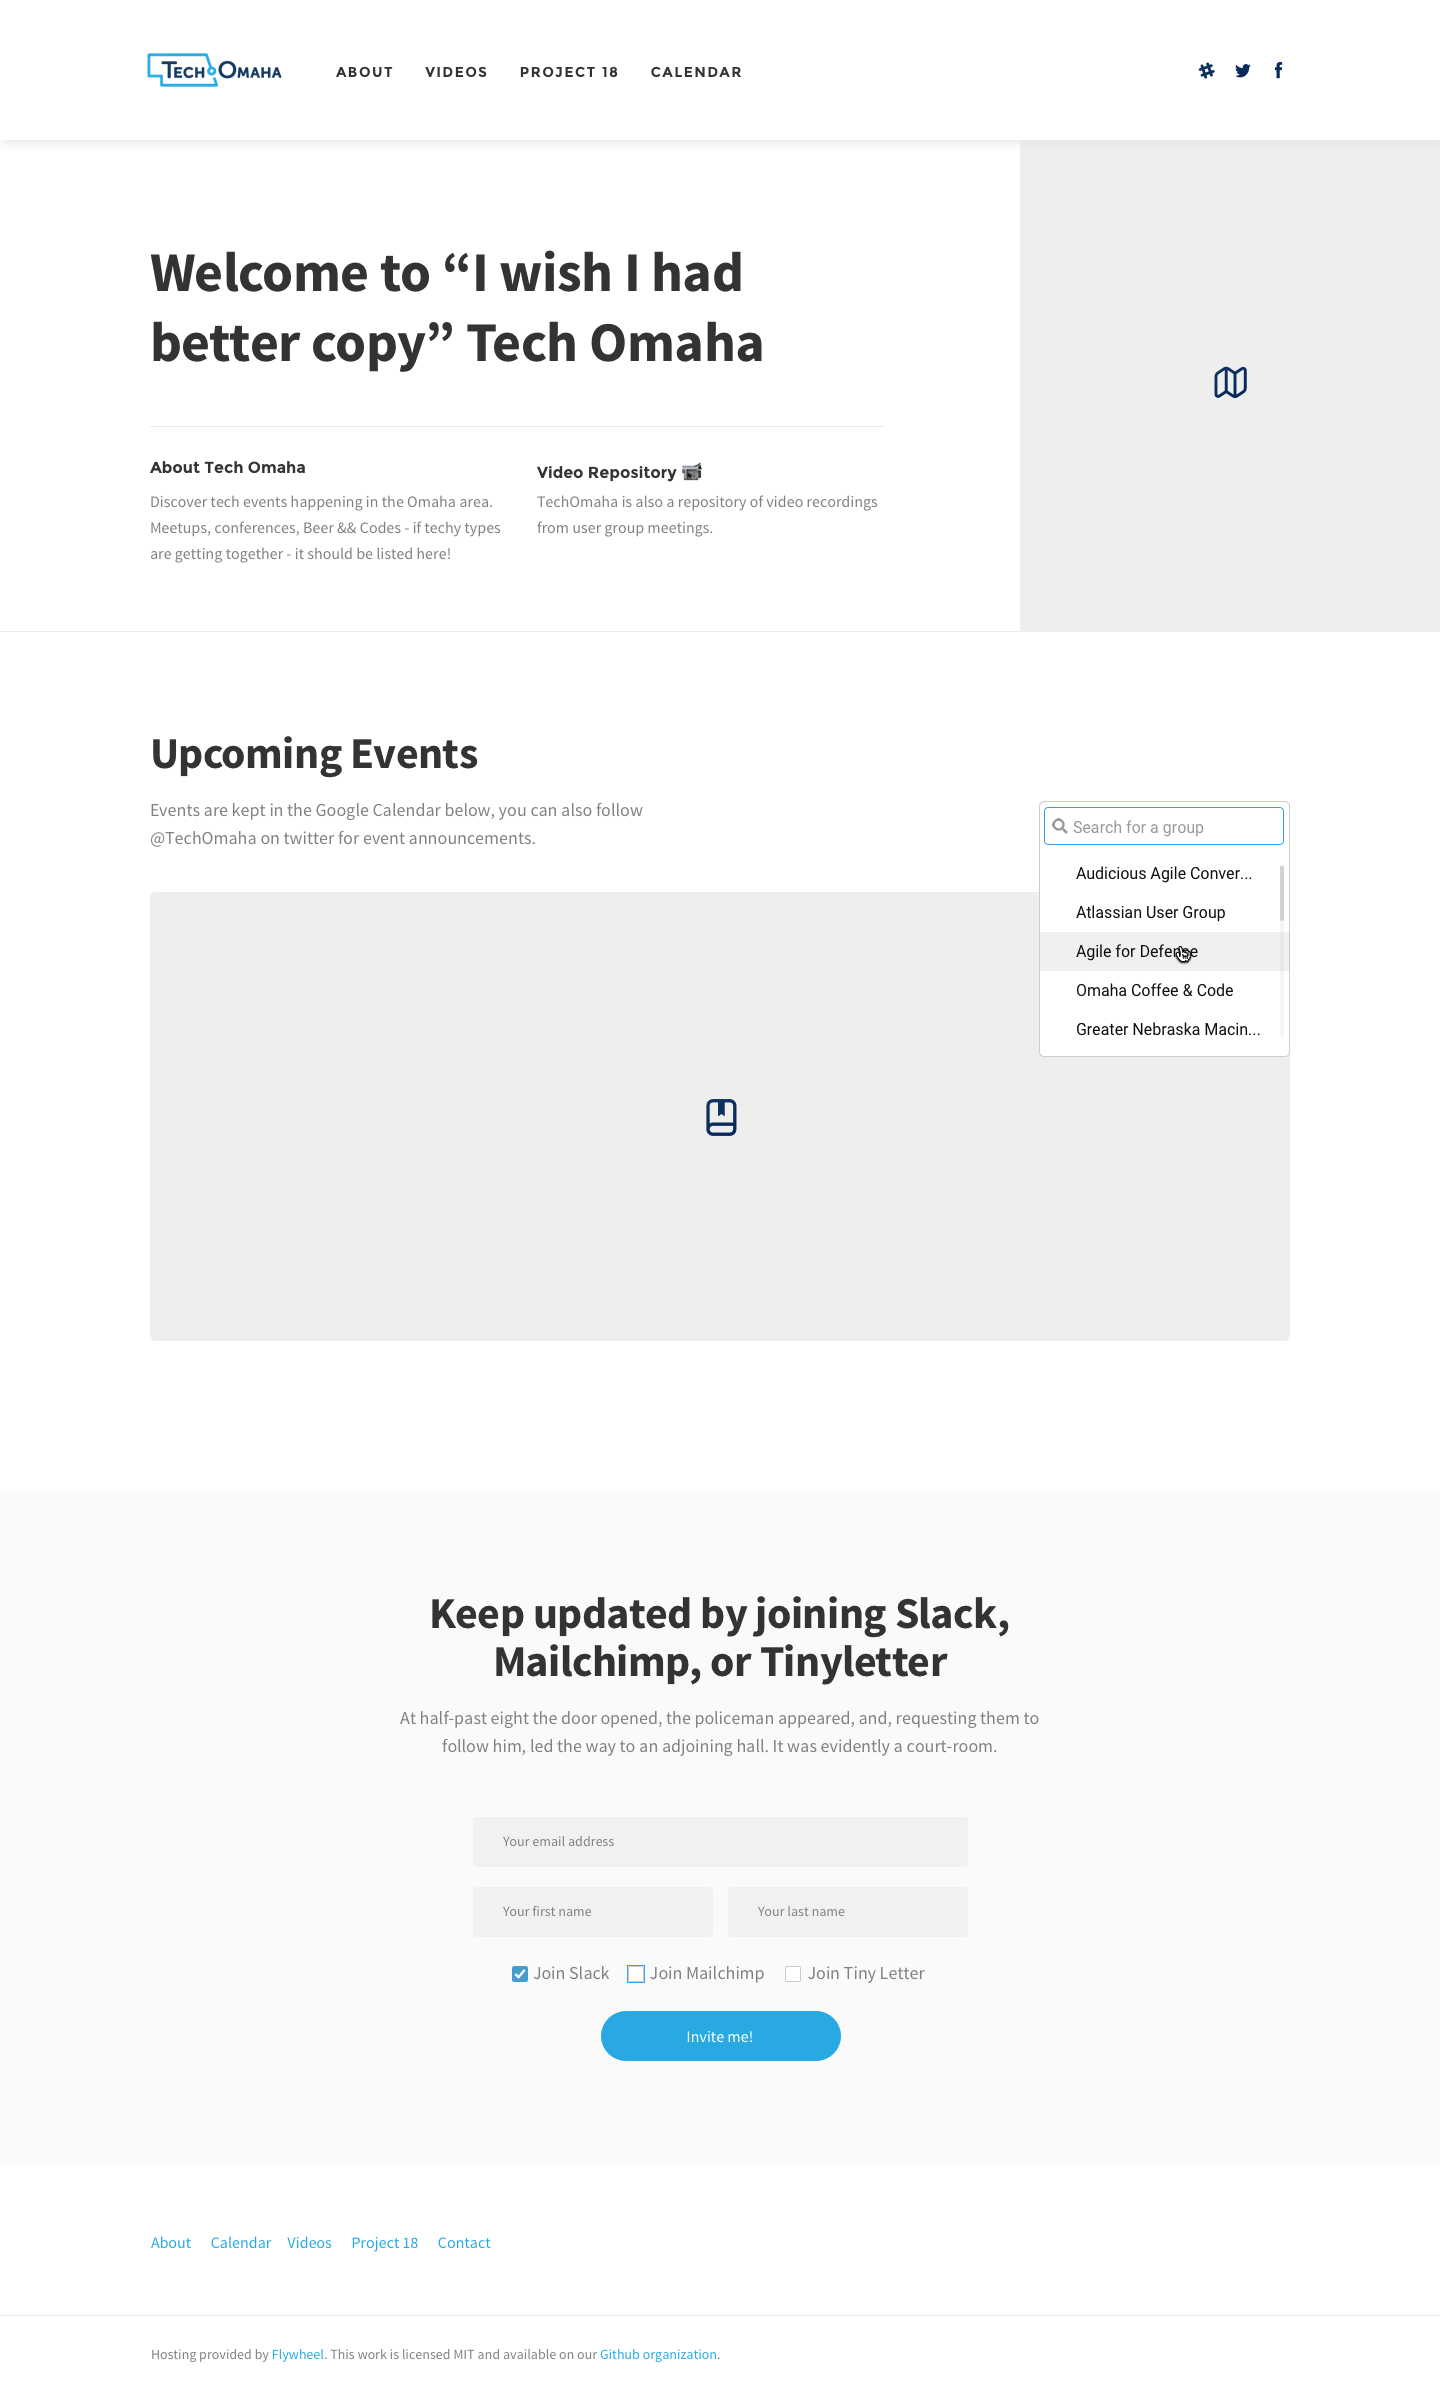 TECH OMAHA
ABOUT VIDEOS PROJECT 18 CALENDAR
Welcome to “I wish I had
better copy” Tech Omaha
About Tech Omaha
Discover tech events happening in the Omaha area.
Meetups, conferences, Beer && Codes - if techy types
are getting together - it should be listed here!
Video Repository
TechOmaha is also a repository of video recordings
from user group meetings.
Upcoming Events
Events are kept in the Google Calendar below, you can also follow
@TechOmaha on twitter for event announcements.
Search for a group
Audicious Agile Conver...
Atlassian User Group
Agile for Defense
Omaha Coffee & Code
Greater Nebraska Macin...
Keep updated by joining Slack,
Mailchimp, or Tinyletter
At half-past eight the door opened, the policeman appeared, and, requesting them to
follow him, led the way to an adjoining hall. It was evidently a court-room.
Your email address
Your first name
Your last name
Join Slack Join Mailchimp Join Tiny Letter
Invite me!
About Calendar Videos Project 18 Contact
Hosting provided by Flywheel. This work is licensed MIT and available on our Github organization.